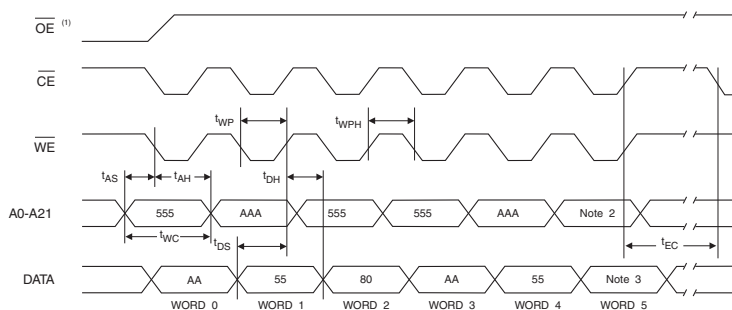 OE (1)
CE
tWP
tWPH
WE
tAS
tAH
tDH
A0-A21
555
AAA
555
555
AAA
Note 2
tWC
tDS
tEC
DATA
AA
55
80
AA
55
Note 3
WORD 0
WORD 1
WORD 2
WORD 3
WORD 4
WORD 5